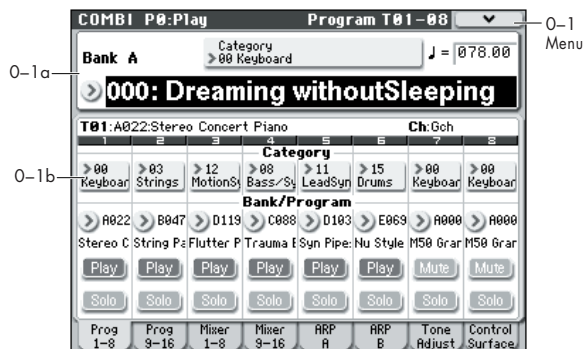 COMBI P0:Play Program T01-08
0–1 Menu
Bank A
Category
00 Keyboard
♩ = 078.00
0–1a
000: Dreaming withoutSleeping
T01:A022:Stereo Concert Piano Ch:Gch
1 2 3 4 5 6 7 8
Category
0–1b
00 03 12 08 11 15 00 00
Keyboar Strings MotionSy Bass/Sy LeadSyn Drums Keyboar Keyboar
Bank/Program
A022 B047 D119 C088 D103 E069 A000 A000
Stereo C String Pa Flutter P Trauma B Syn Pipe: Nu Style M50 Gran M50 Gran
Play Play Play Play Play Play Mute Mute
Solo Solo Solo Solo Solo Solo Solo Solo
Prog 1-8 Prog 9-16 Mixer 1-8 Mixer 9-16 ARP A ARP B Tone Adjust Control Surface